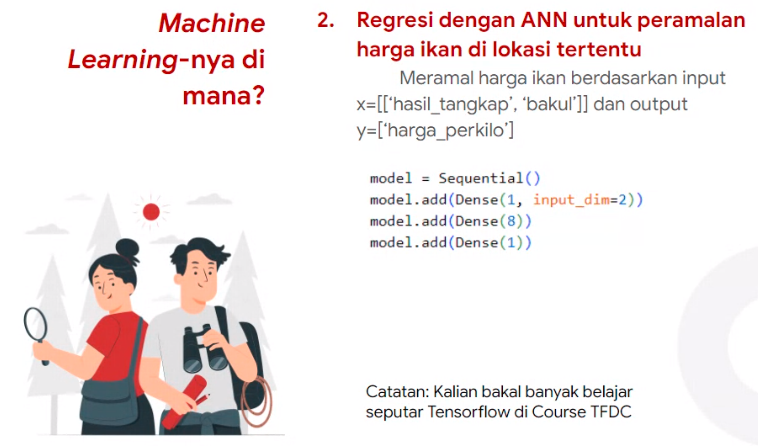 Machine
Learning-nya di
mana?
2. Regresi dengan ANN untuk peramalan
harga ikan di lokasi tertentu
Meramal harga ikan berdasarkan input
x=[['hasil_tangkap', 'bakul']] dan output
y=['harga_perkilo']
model = Sequential()
model.add(Dense(1, input_dim=2))
model.add(Dense(8))
model.add(Dense(1))
Catatan: Kalian bakal banyak belajar
seputar Tensorflow di Course TFDC